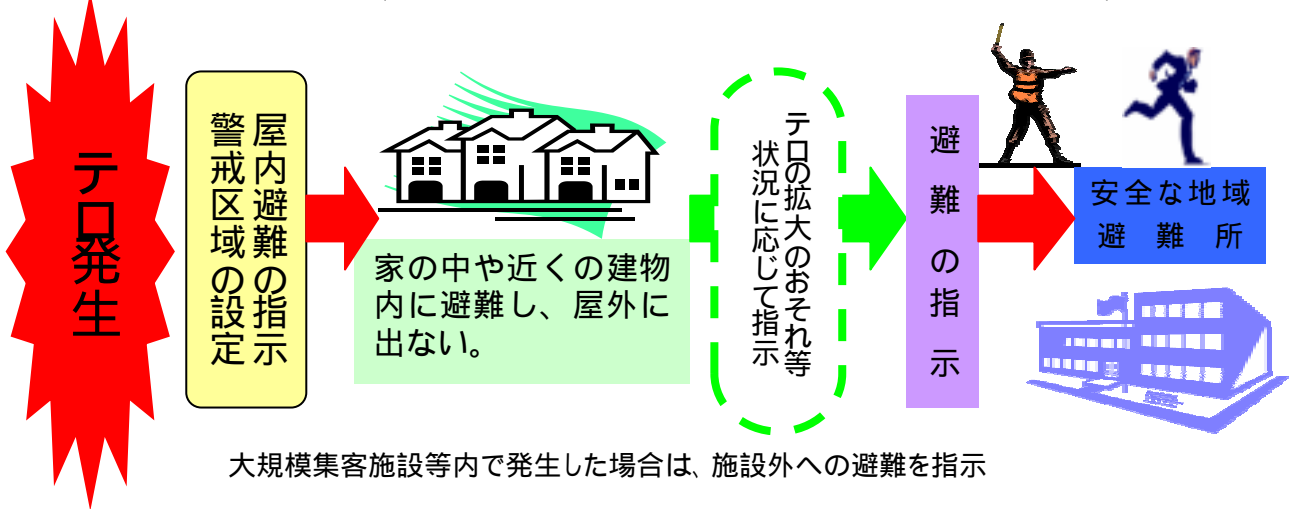 テロ発生
屋内避難の指示
警戒区域の設定
家の中や近くの建物
内に避難し、屋外に
出ない。
テロの拡大のおそれ等
状況に応じて指示
避難の指示
安全な地域
避難所
大規模集客施設等内で発生した場合は、施設外への避難を指示